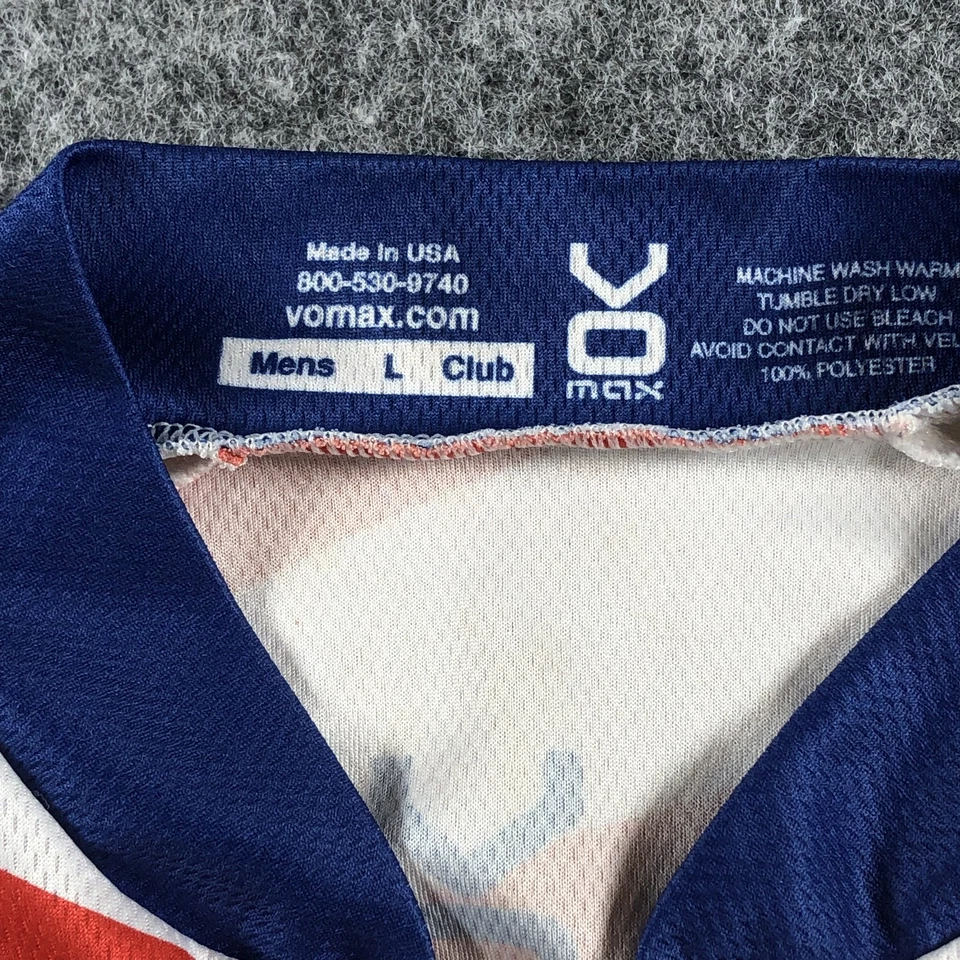 Made In USA
800-530-9740
vomax.com
Mens L Club
VO
max
MACHINE WASH WARM
TUMBLE DRY LOW
DO NOT USE BLEACH
AVOID CONTACT WITH VEL
100% POLYESTER